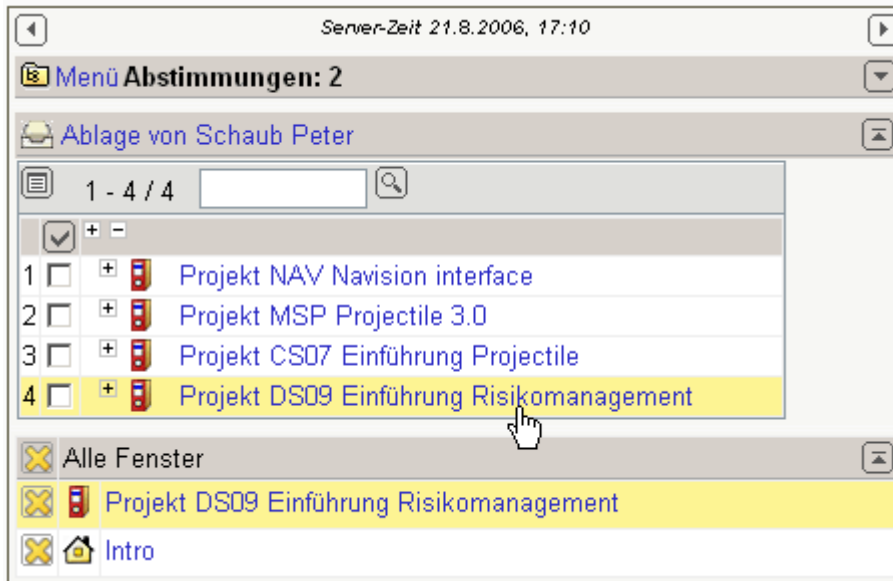 Server-Zeit 21.8.2006, 17:10
Menü Abstimmungen: 2
Ablage von Schaub Peter
1 - 4 / 4
1 Projekt NAV Navision interface
2 Projekt MSP Projectile 3.0
3 Projekt CS07 Einführung Projectile
4 Projekt DS09 Einführung Risikomanagement
Alle Fenster
Projekt DS09 Einführung Risikomanagement
Intro